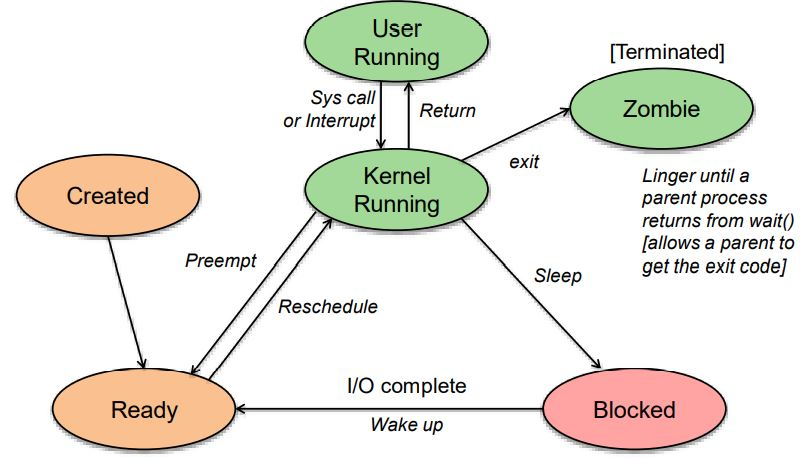 User
Running
[Terminated]
Sys call
or Interrupt
Return
Zombie
exit
Created
Kernel
Running
Linger until a
parent process
returns from wait()
[allows a parent to
get the exit code]
Preempt
Reschedule
Sleep
I/O complete
Ready
Wake up
Blocked